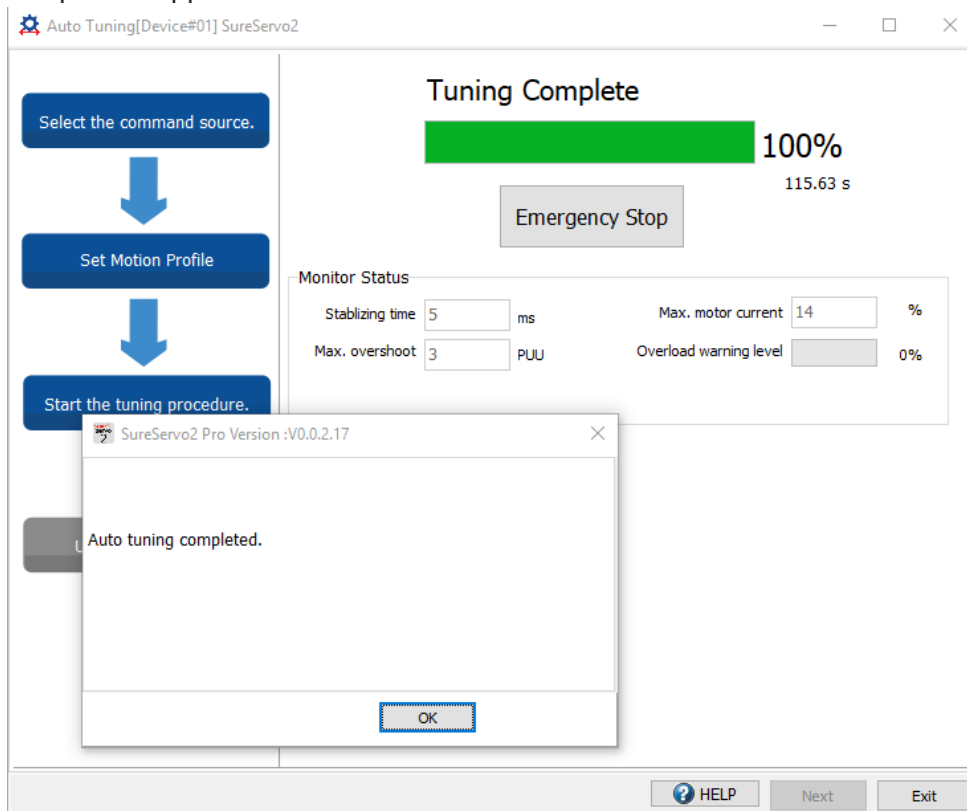 Auto Tuning[Device#01] SureServo2
Select the command source.
Set Motion Profile
Start the tuning procedure.
Tuning Complete
100%
115.63 s
Emergency Stop
Monitor Status
Stablizing time 5 ms
Max. motor current 14 %
Max. overshoot 3 PUU
Overload warning level 0%
SureServo2 Pro Version :V0.0.2.17
Auto tuning completed.
OK
HELP
Next
Exit